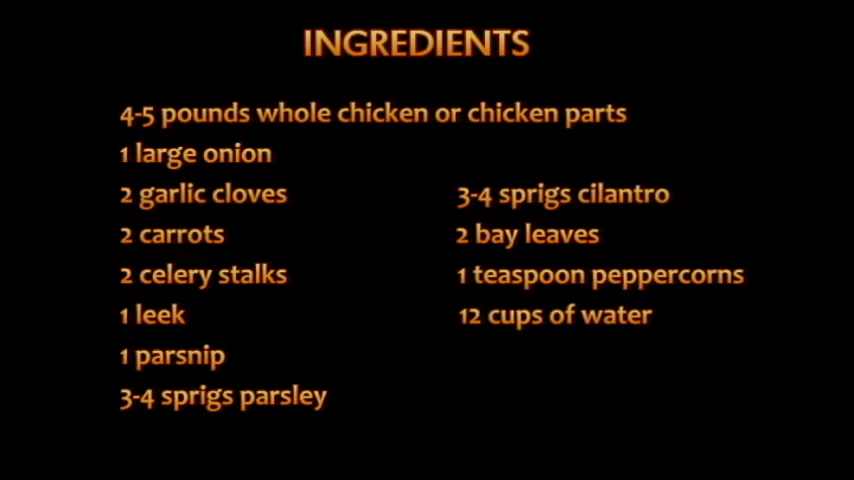 INGREDIENTS
4-5 pounds whole chicken or chicken parts
1 large onion
2 garlic cloves
2 carrots
2 celery stalks
1 leek
1 parsnip
3-4 sprigs parsley
3-4 sprigs cilantro
2 bay leaves
1 teaspoon peppercorns
12 cups of water